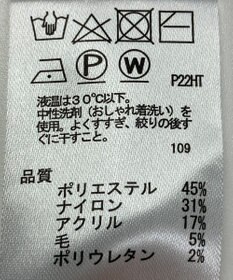 P W P22HT
液温は30℃以下。
中性洗剤(おしゃれ着洗い)を
使用。よくすすぎ、絞りの後す
ぐに干すこと。
109
品質
ポリエステル 45%
ナイロン 31%
アクリル 17%
毛 5%
ポリウレタン 2%